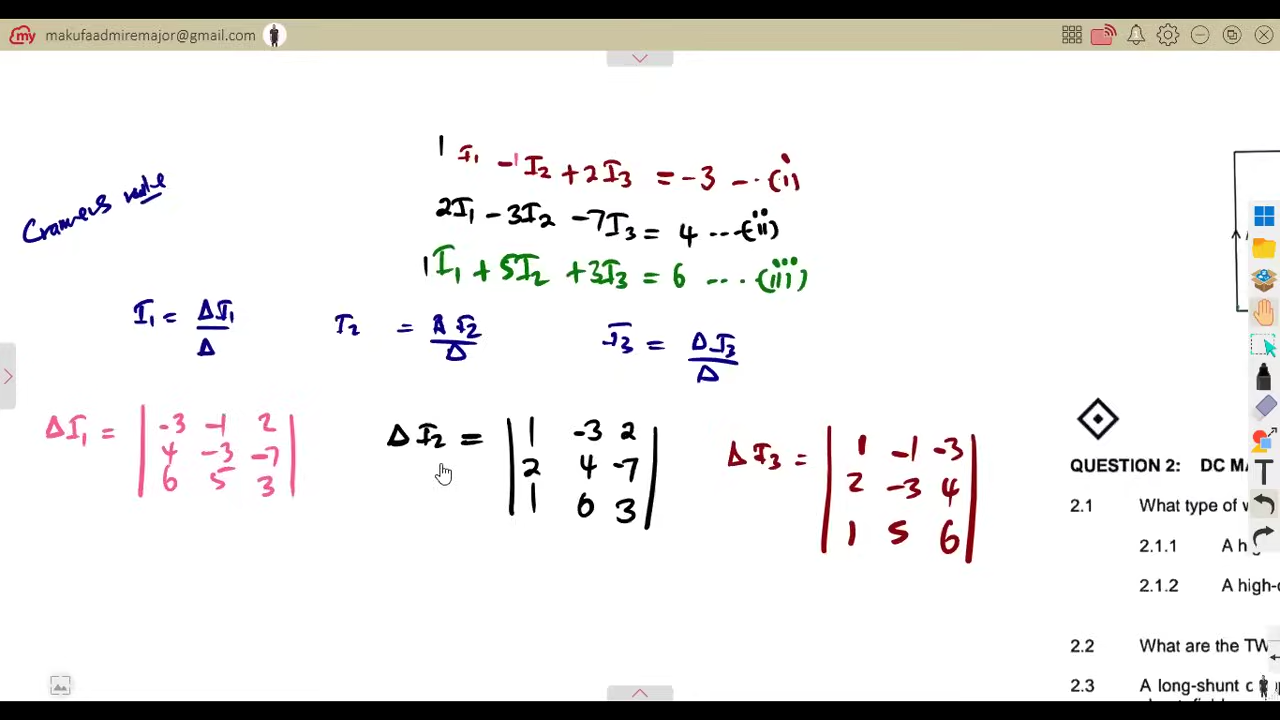 my makufaadmiremajor@gmail.com
1I₁ -1I₂ + 2I₃ = -3 ... (i)
2I₁ - 3I₂ - 7I₃ = 4 ... (ii)
1I₁ + 5I₂ + 3I₃ = 6 ... (iii)
I₁ = ΔI₁ / Δ
I₂ = ΔI₂ / Δ
I₃ = ΔI₃ / Δ
ΔI₁ = | -3 -1 2 |
| 4 -3 -7 |
| 6 5 3 |
ΔI₂ = | 1 -3 2 |
| 2 4 -7 |
| 1 6 3 |
ΔI₃ = | 1 -1 -3 |
| 2 -3 4 |
| 1 5 6 |
QUESTION 2: DC MA
2.1 What type of
2.1.1 A h
2.1.2 A high-
2.2 What are the TW
2.3 A long-shunt